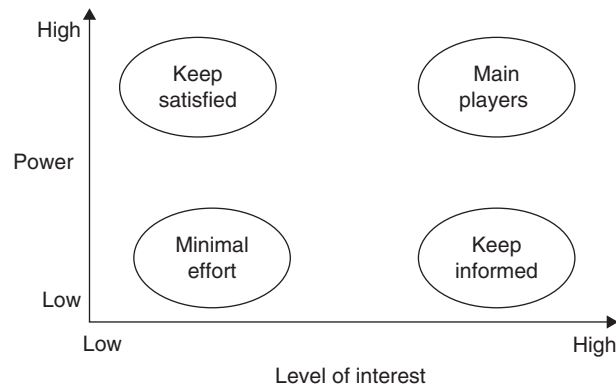 High
Keep
satisfied
Main
players
Power
Minimal
effort
Keep
informed
Low
Low
High
Level of interest